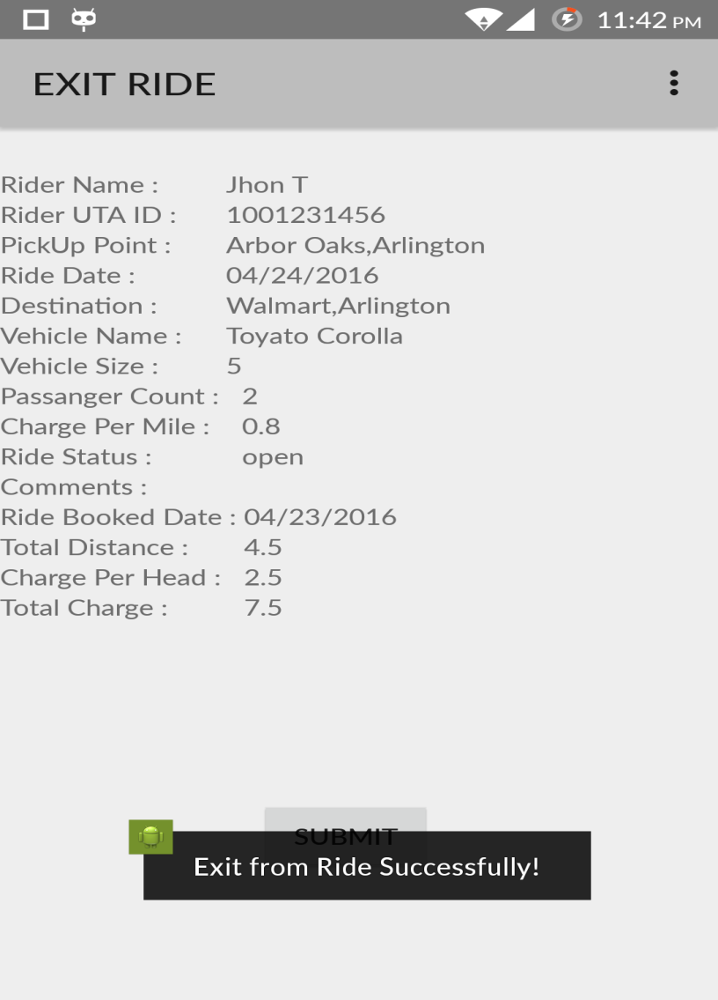 11:42 PM
EXIT RIDE
Rider Name : Jhon T
Rider UTA ID : 1001231456
PickUp Point : Arbor Oaks,Arlington
Ride Date : 04/24/2016
Destination : Walmart,Arlington
Vehicle Name : Toyato Corolla
Vehicle Size : 5
Passanger Count : 2
Charge Per Mile : 0.8
Ride Status : open
Comments :
Ride Booked Date : 04/23/2016
Total Distance : 4.5
Charge Per Head : 2.5
Total Charge : 7.5
SUBMIT
Exit from Ride Successfully!